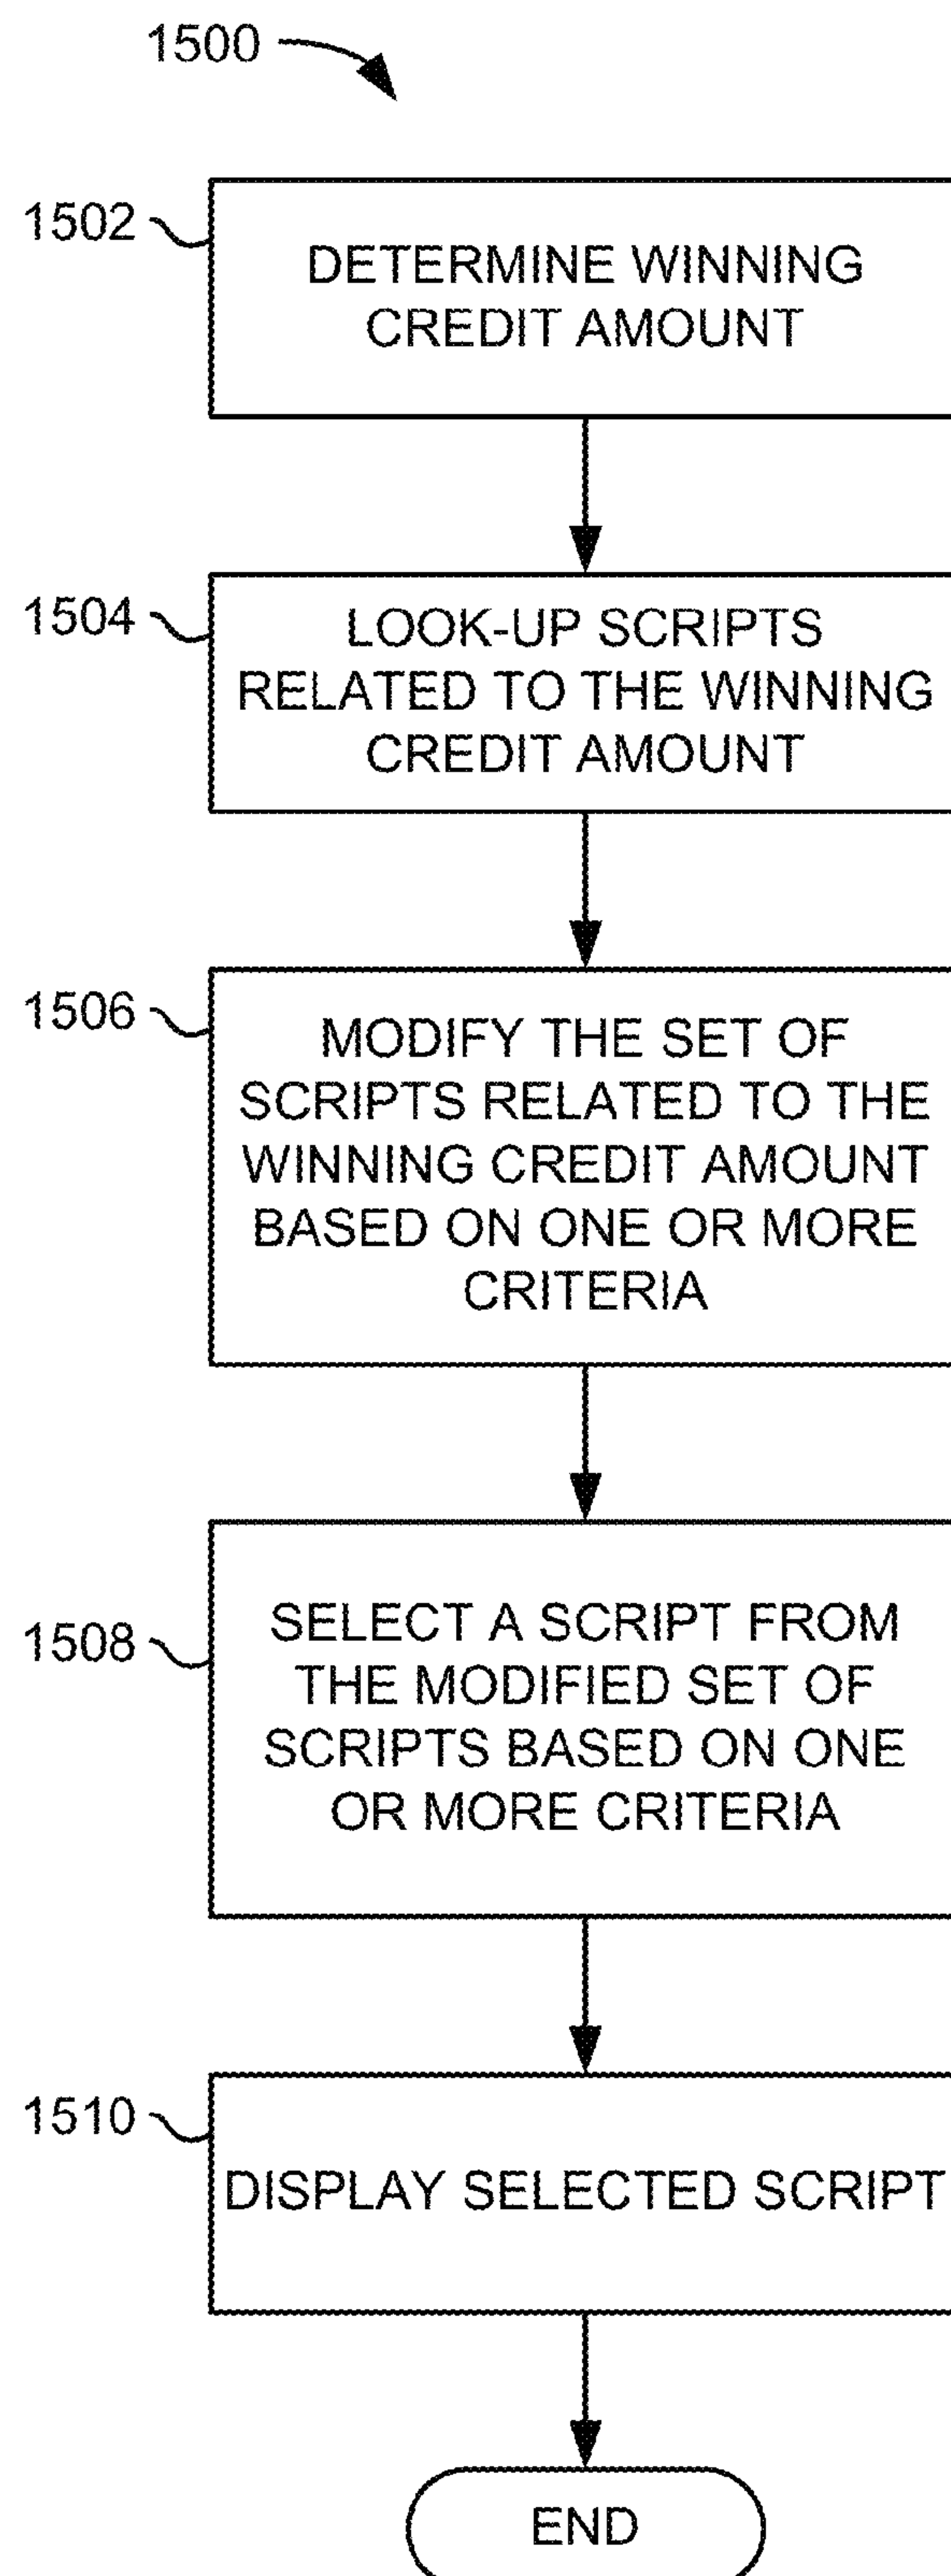 1500
1502
DETERMINE WINNING
CREDIT AMOUNT
1504
LOOK-UP SCRIPTS
RELATED TO THE WINNING
CREDIT AMOUNT
1506
MODIFY THE SET OF
SCRIPTS RELATED TO THE
WINNING CREDIT AMOUNT
BASED ON ONE OR MORE
CRITERIA
1508
SELECT A SCRIPT FROM
THE MODIFIED SET OF
SCRIPTS BASED ON ONE
OR MORE CRITERIA
1510
DISPLAY SELECTED SCRIPT
END